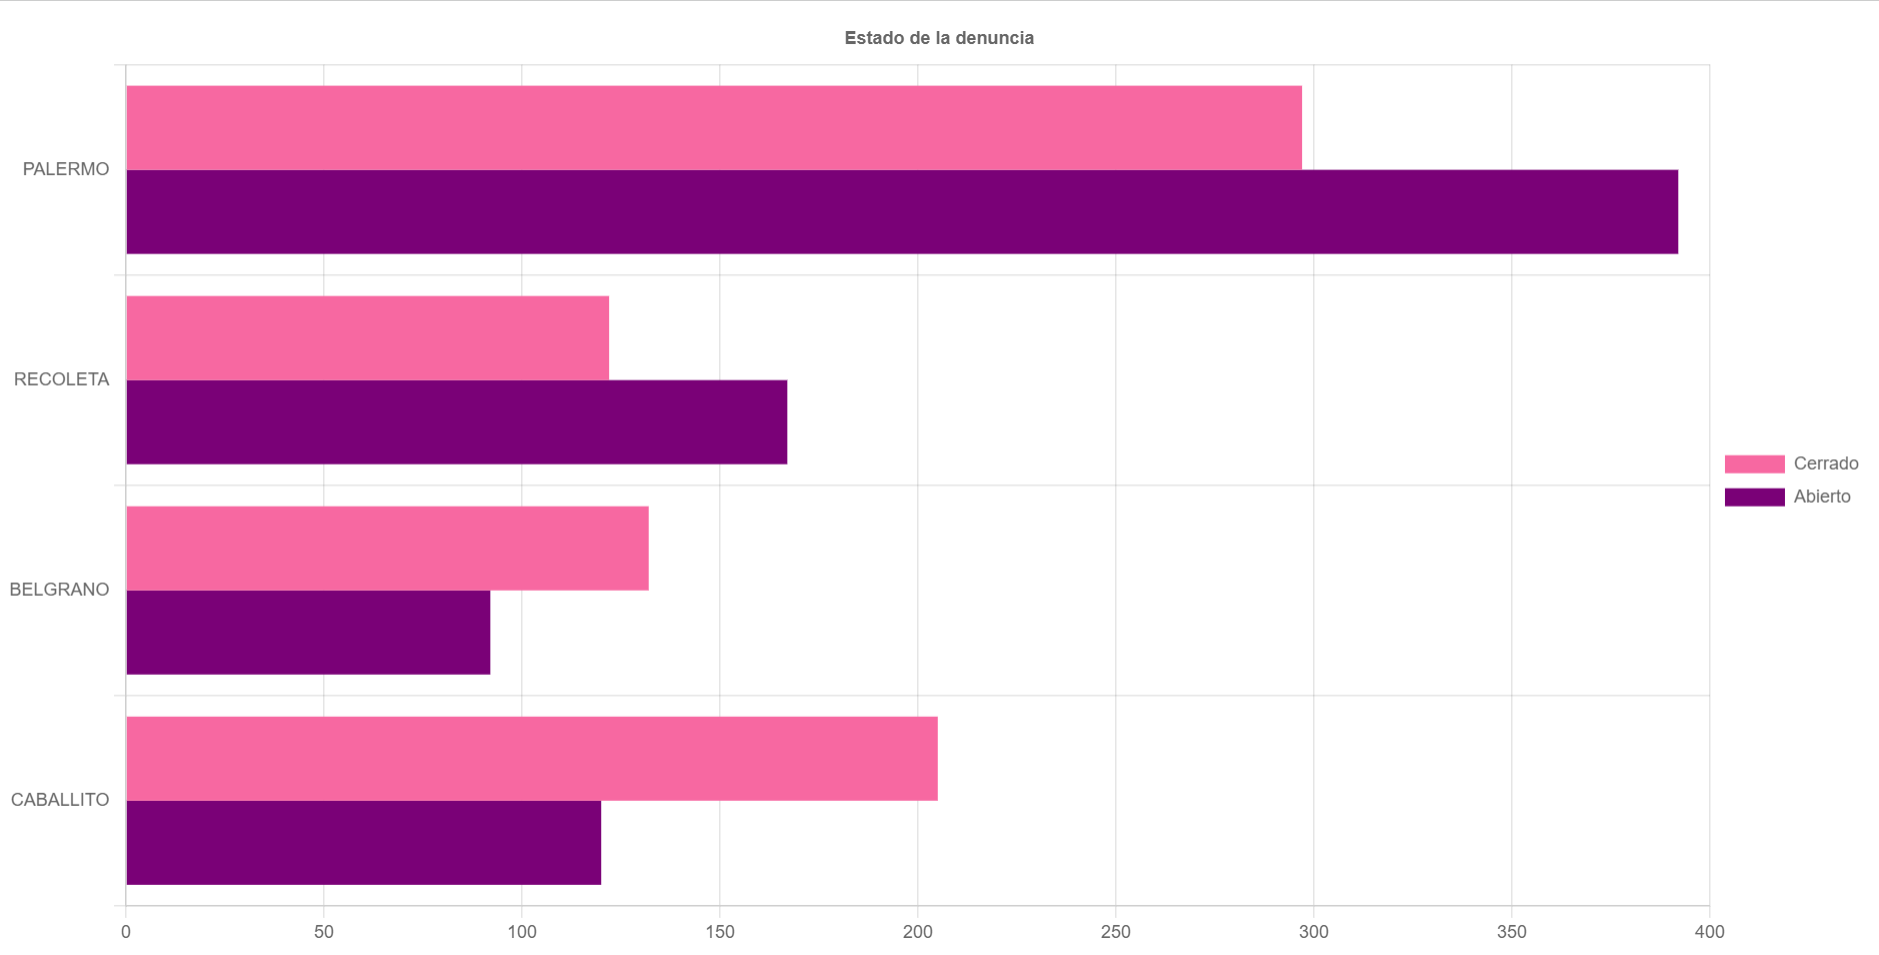 Estado de la denuncia
PALERMO
RECOLETA
BELGRANO
CABALLITO
0 50 100 150 200 250 300 350 400
Cerrado
Abierto